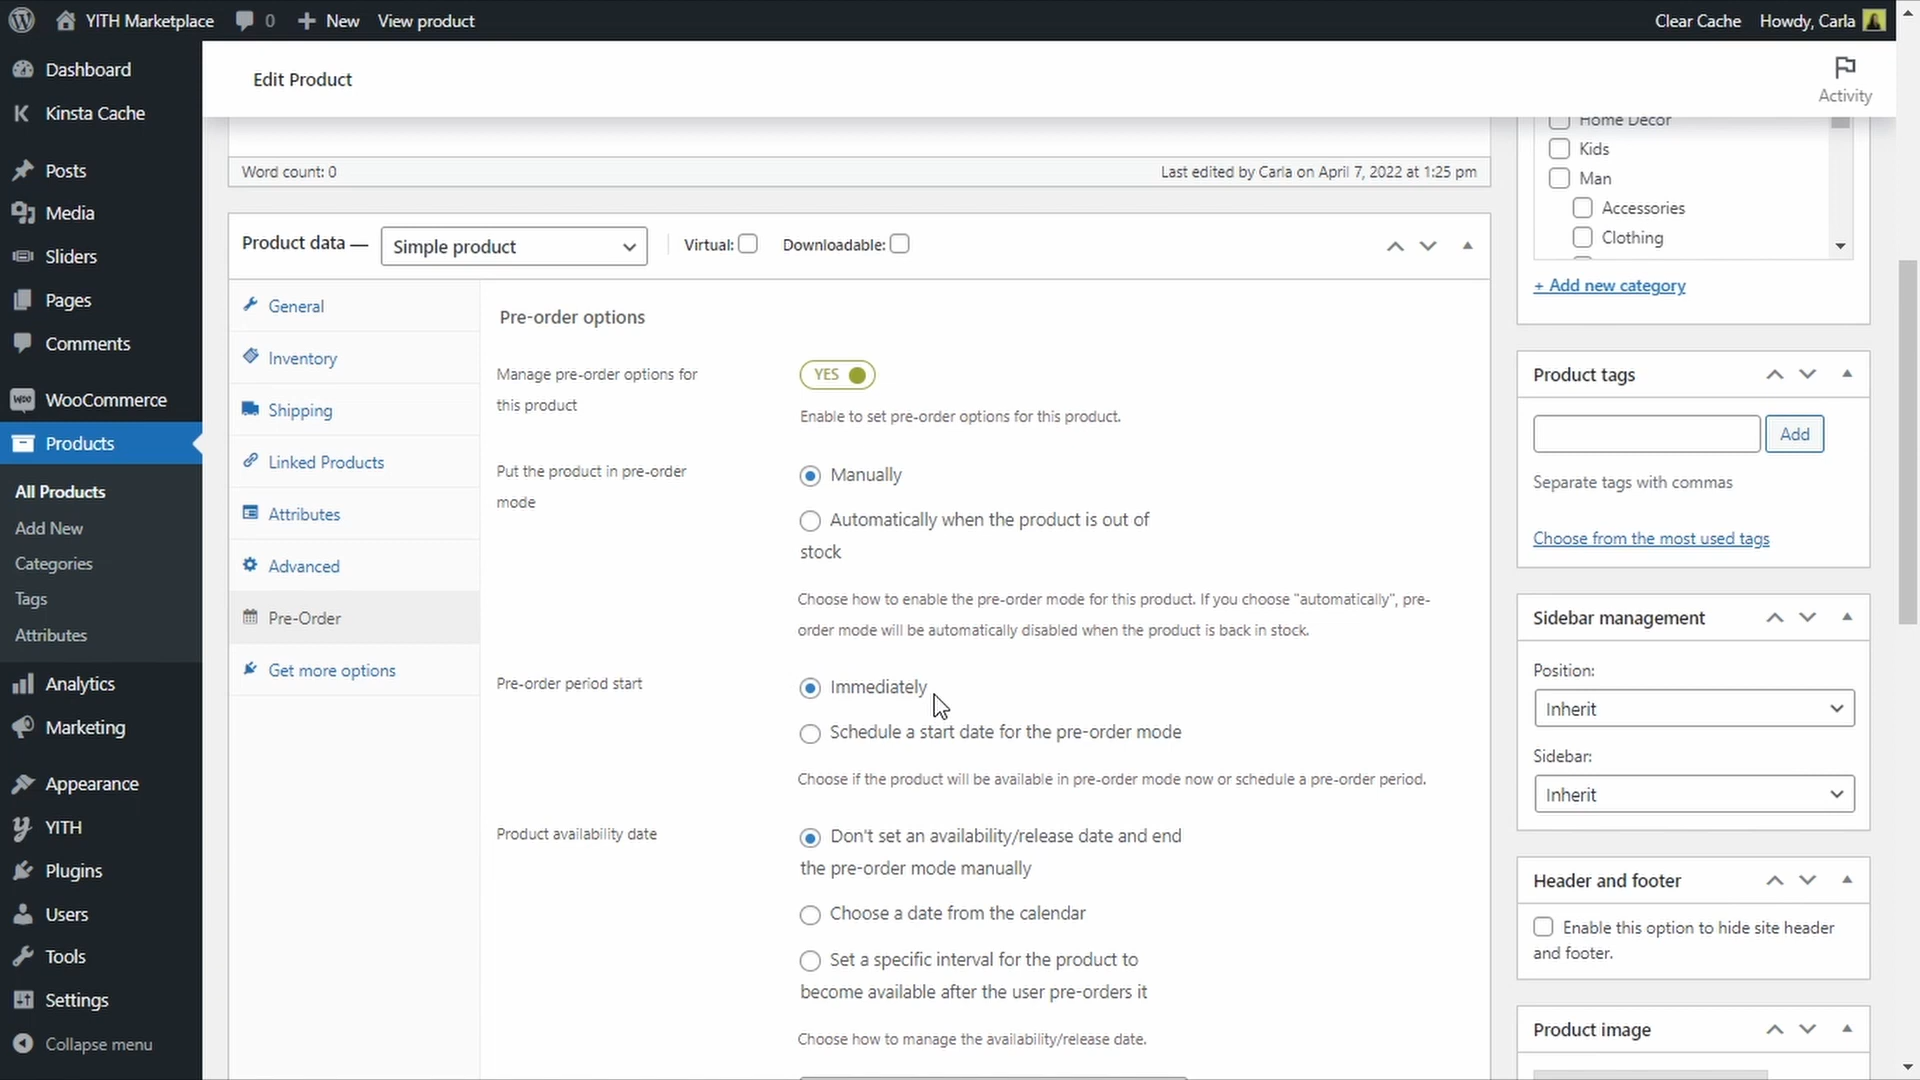 YITH Marketplace 0 New View product Clear Cache Howdy, Carla
Dashboard
Kinsta Cache
Posts
Media
Sliders
Pages
Comments
WooCommerce
Products
All Products
Add New
Categories
Tags
Attributes
Analytics
Marketing
Appearance
YITH
Plugins
Users
Tools
Settings
Collapse menu
Edit Product
Activity
Word count: 0 Last edited by Carla on April 7, 2022 at 1:25 pm
Product data — Simple product Virtual: Downloadable:
General
Inventory
Shipping
Linked Products
Attributes
Advanced
Pre-Order
Get more options
Pre-order options
Manage pre-order options for
this product
YES
Enable to set pre-order options for this product.
Put the product in pre-order
mode
Manually
Automatically when the product is out of
stock
Choose how to enable the pre-order mode for this product. If you choose "automatically", pre-
order mode will be automatically disabled when the product is back in stock.
Pre-order period start
Immediately
Schedule a start date for the pre-order mode
Choose if the product will be available in pre-order mode now or schedule a pre-order period.
Product availability date
Don't set an availability/release date and end
the pre-order mode manually
Choose a date from the calendar
Set a specific interval for the product to
become available after the user pre-orders it
Choose how to manage the availability/release date.
Home Decor
Kids
Man
Accessories
Clothing
+ Add new category
Product tags
Add
Separate tags with commas
Choose from the most used tags
Sidebar management
Position:
Inherit
Sidebar:
Inherit
Header and footer
Enable this option to hide site header
and footer.
Product image